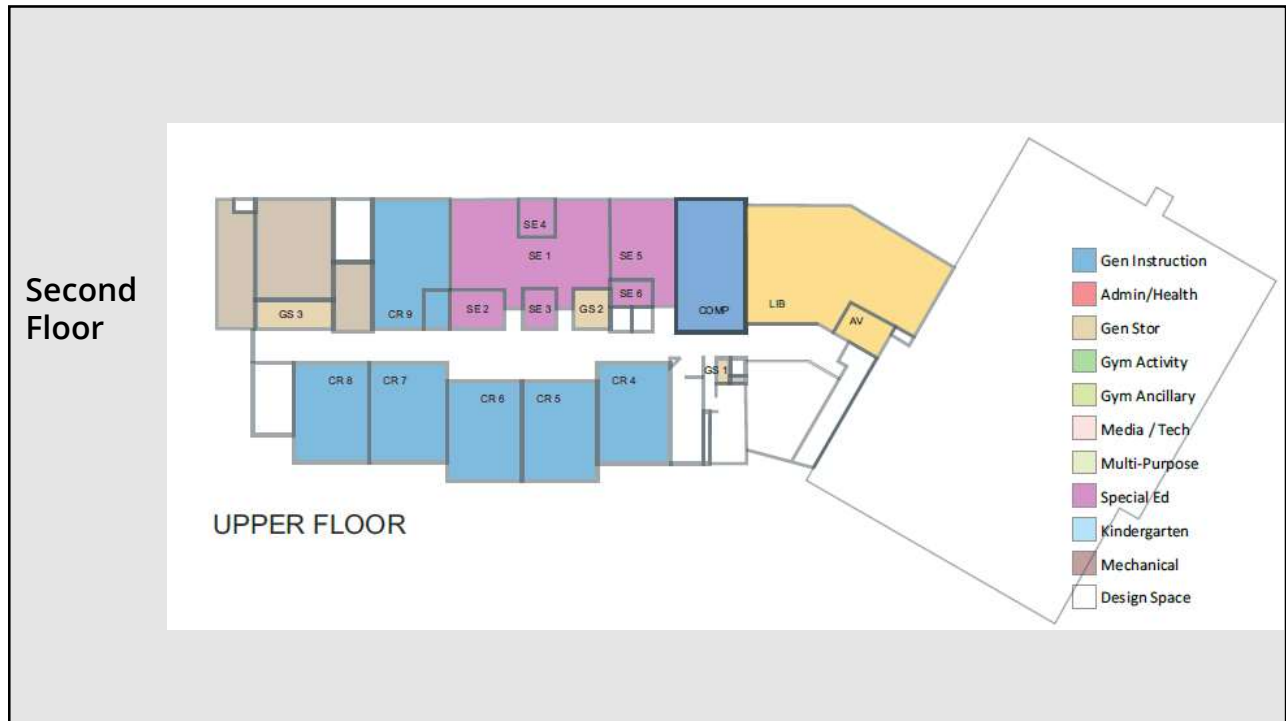 Second
Floor
SE 4
SE 1
SE 5
SE 6
GS 3
CR 9
SE 2
SE 3
GS 2
COMP
LIB
AV
CR 8
CR 7
CR 6
CR 5
CR 4
GS 1
UPPER FLOOR
Gen Instruction
Admin/Health
Gen Stor
Gym Activity
Gym Ancillary
Media / Tech
Multi-Purpose
Special Ed
Kindergarten
Mechanical
Design Space